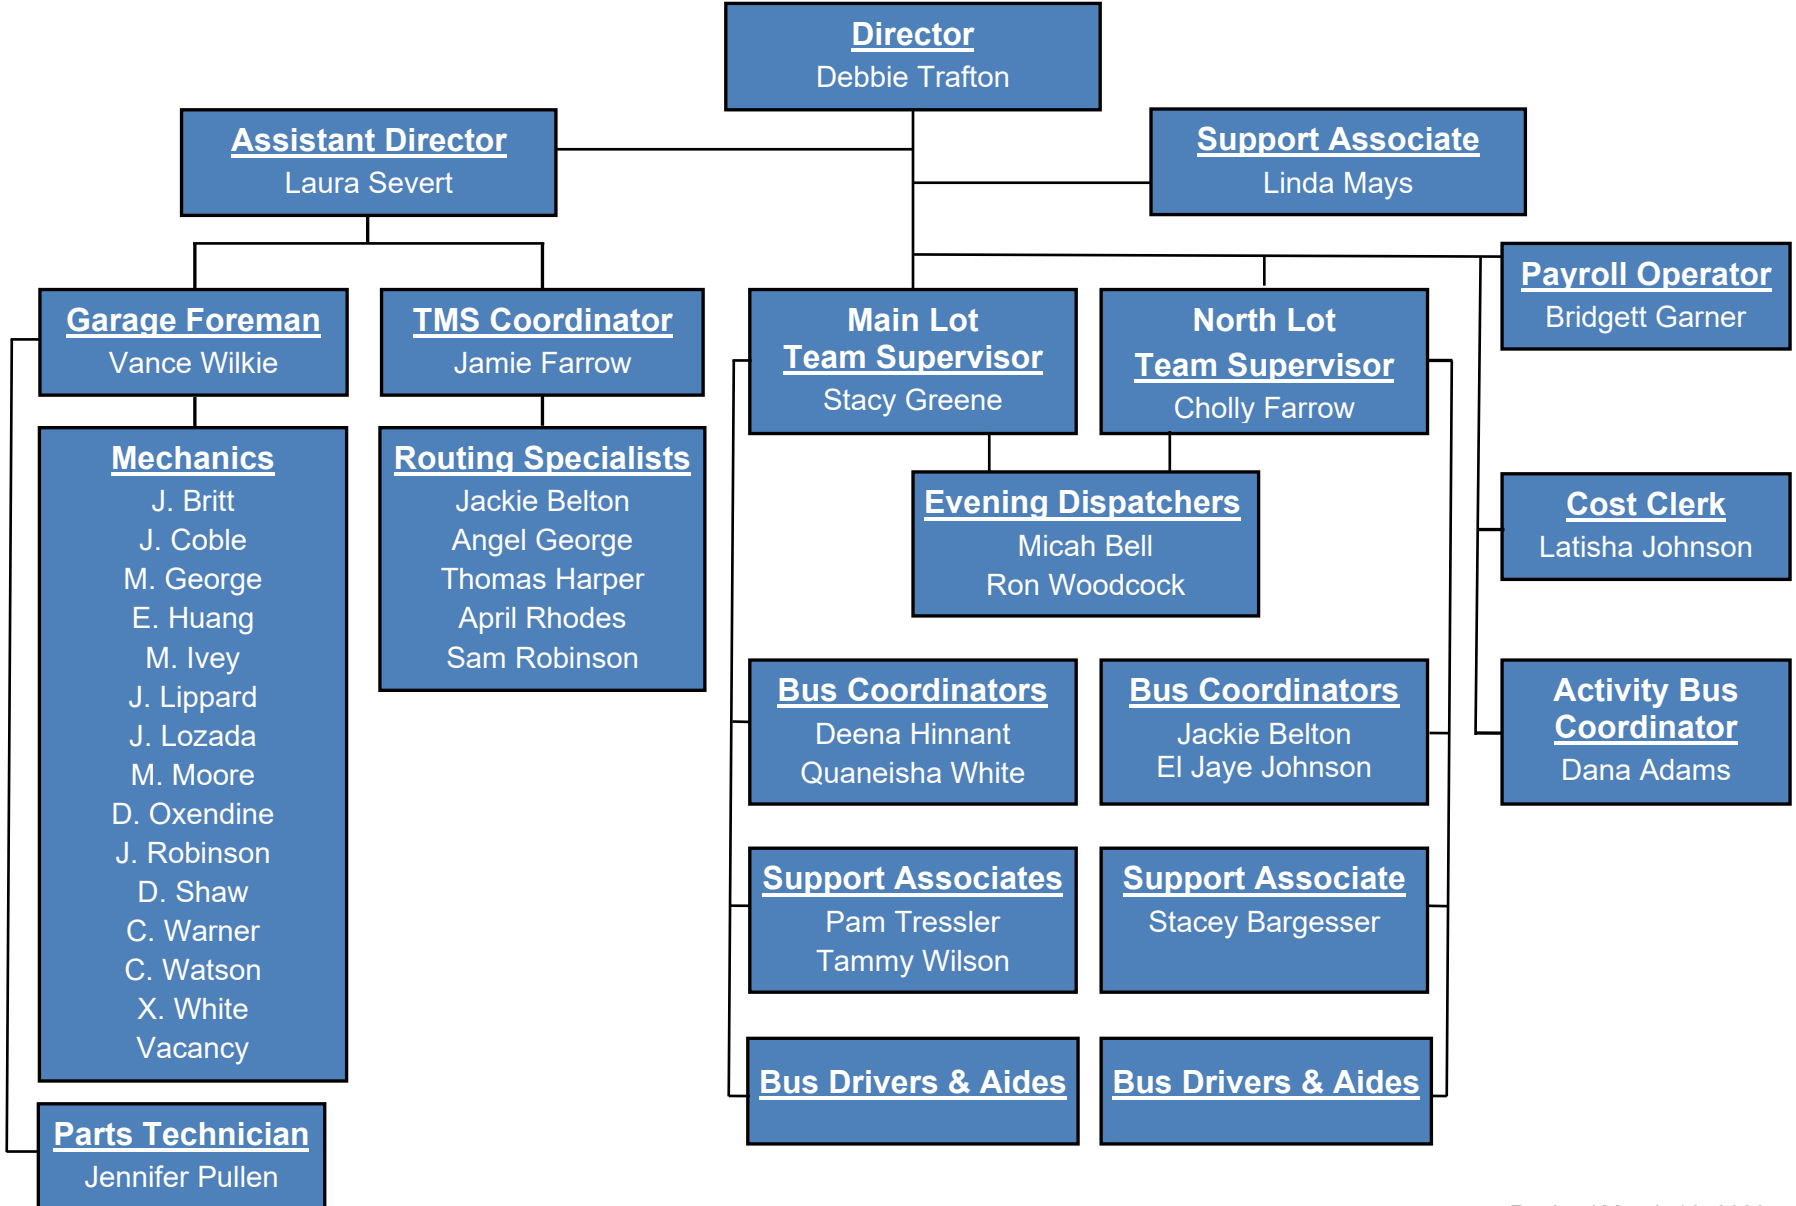 Director
Debbie Trafton
Assistant Director
Laura Severt
Support Associate
Linda Mays
Payroll Operator
Bridgett Garner
Garage Foreman
Vance Wilkie
TMS Coordinator
Jamie Farrow
Main Lot
Team Supervisor
Stacy Greene
North Lot
Team Supervisor
Cholly Farrow
Mechanics
J. Britt
J. Coble
M. George
E. Huang
M. Ivey
J. Lippard
J. Lozada
M. Moore
D. Oxendine
J. Robinson
D. Shaw
C. Warner
C. Watson
X. White
Vacancy
Routing Specialists
Jackie Belton
Angel George
Thomas Harper
April Rhodes
Sam Robinson
Evening Dispatchers
Micah Bell
Ron Woodcock
Cost Clerk
Latisha Johnson
Bus Coordinators
Deena Hinnant
Quaneisha White
Bus Coordinators
Jackie Belton
El Jaye Johnson
Activity Bus
Coordinator
Dana Adams
Support Associates
Pam Tressler
Tammy Wilson
Support Associate
Stacey Bargesser
Bus Drivers & Aides
Bus Drivers & Aides
Parts Technician
Jennifer Pullen